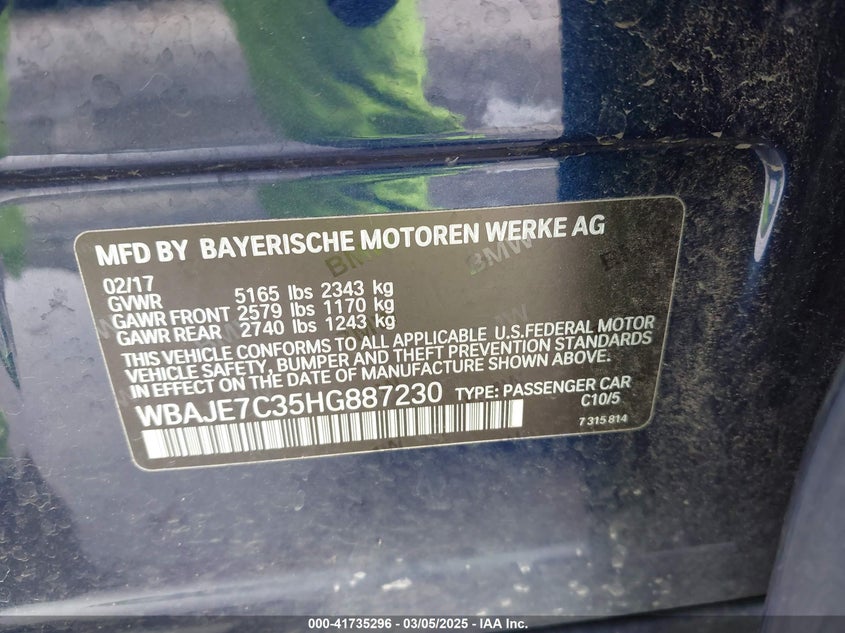 MFD BY BAYERISCHE MOTOREN WERKE AG
02/17
GVWR 5165 lbs 2343 kg
GAWR FRONT 2579 lbs 1170 kg
GAWR REAR 2740 lbs 1243 kg
THIS VEHICLE CONFORMS TO ALL APPLICABLE U.S.FEDERAL MOTOR
VEHICLE SAFETY, BUMPER AND THEFT PREVENTION STANDARDS
IN EFFECT ON THE DATE OF MANUFACTURE SHOWN ABOVE.
WBAJE7C35HG887230 TYPE: PASSENGER CAR
C10/5
7 315 814
000-41735296 - 03/05/2025 - IAA Inc.